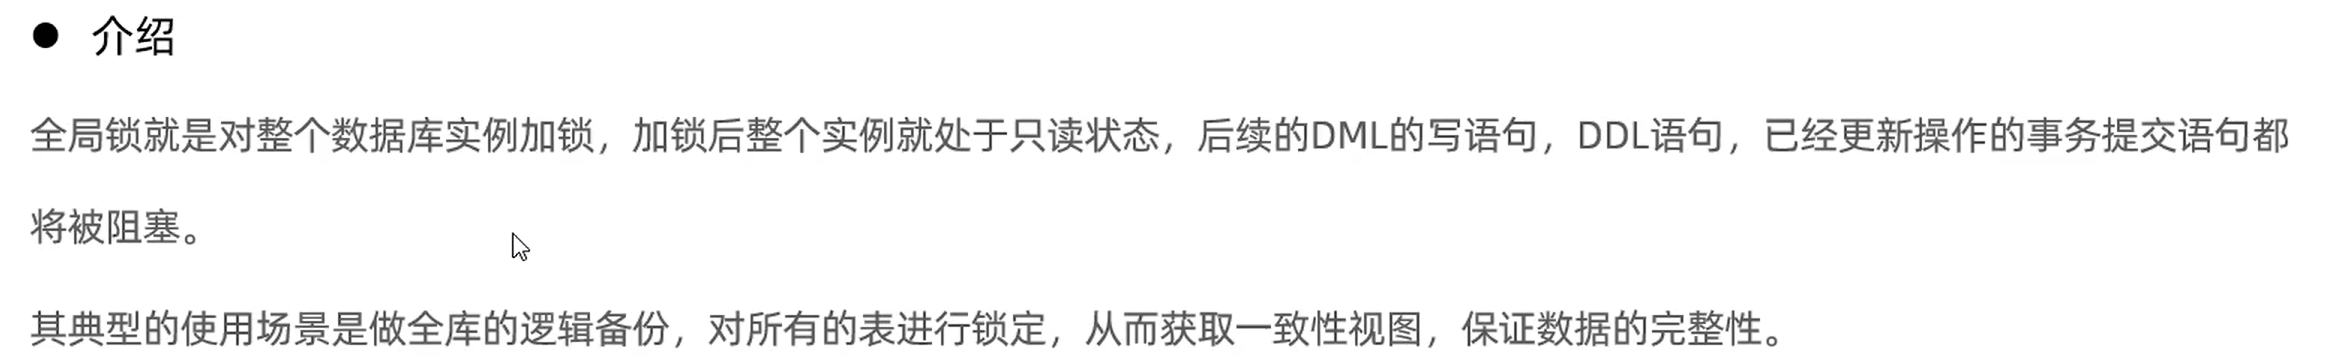 ● 介绍
全局锁就是对整个数据库实例加锁，加锁后整个实例就处于只读状态，后续的DML的写语句，DDL语句，已经更新操作的事务提交语句都
将被阻塞。
其典型的使用场景是做全库的逻辑备份，对所有的表进行锁定，从而获取一致性视图，保证数据的完整性。